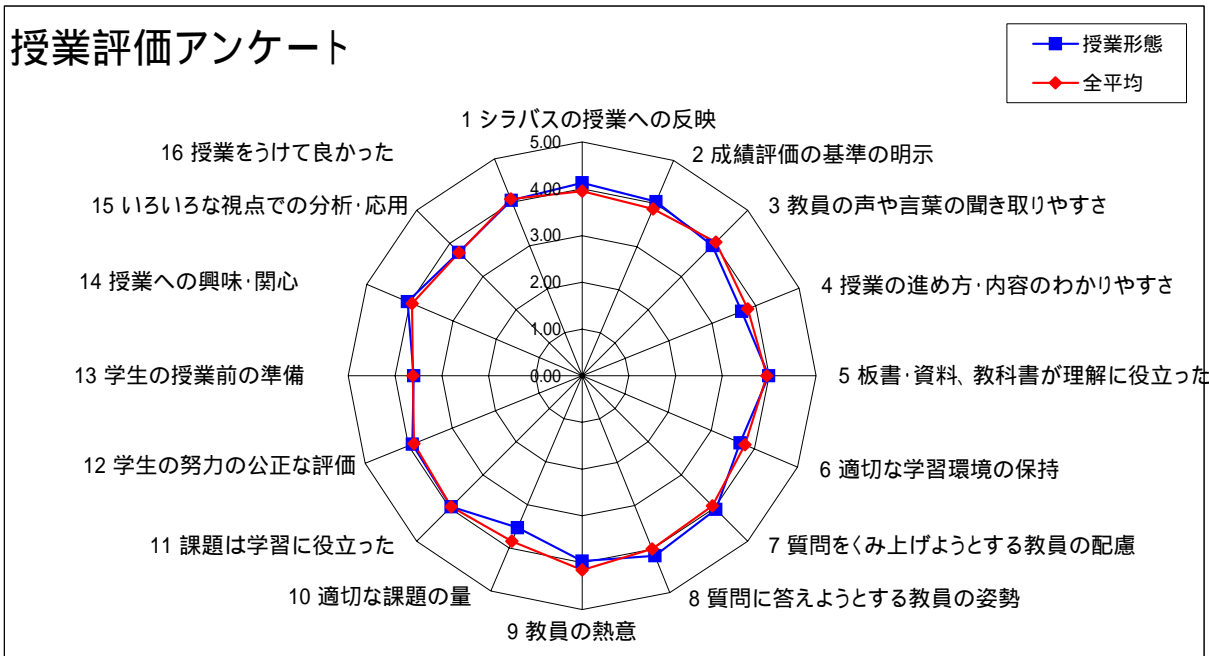 授業評価アンケート
授業形態
全平均
1 シラバスの授業への反映
2 成績評価の基準の明示
3 教員の声や言葉の聞き取りやすさ
4 授業の進め方･内容のわかりやすさ
5 板書･資料、教科書が理解に役立った
6 適切な学習環境の保持
7 質問をくみ上げようとする教員の配慮
8 質問に答えようとする教員の姿勢
9 教員の熱意
10 適切な課題の量
11 課題は学習に役立った
12 学生の努力の公正な評価
13 学生の授業前の準備
14 授業への興味･関心
15 いろいろな視点での分析･応用
16 授業をうけて良かった
5.00
4.00
3.00
2.00
1.00
0.00